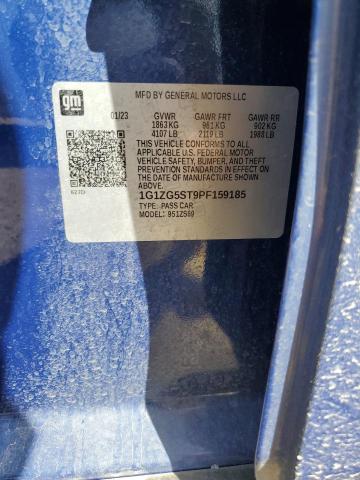 gm
MFD BY GENERAL MOTORS LLC
01/23 GVWR GAWR FRT GAWR RR
1863 KG 961 KG 902 KG
4107 LB 2119 LB 1988 LB
THIS VEHICLE CONFORMS TO ALL
APPLICABLE U.S. FEDERAL MOTOR
VEHICLE SAFETY, BUMPER, AND THEFT
PREVENTION STANDARDS IN EFFECT ON
THE DATE OF MANUFACTURE SHOWN ABOVE.
1G1ZG5ST9PF159185
TYPE: PASS CAR
MODEL: 9512S69